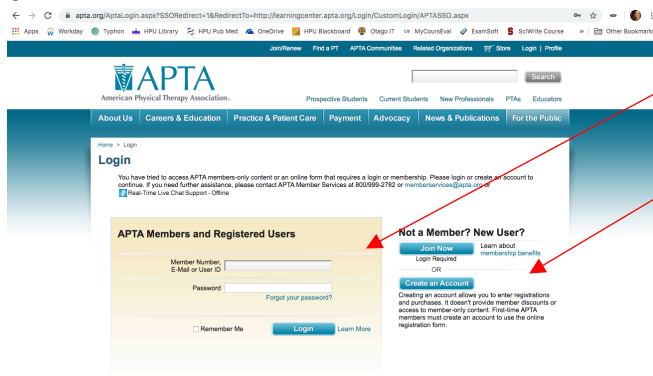 apta.org/AptaLogin.aspx?SSORedirect=1&RedirectTo=http://learningcenter.apta.org/Login/CustomLogin/APTASSO.aspx
Apps Workday Typhon HPU Library HPU Pub Med OneDrive HPU Blackboard Otago IT MyCoursEval ExamSoft SciWrite Course » Other Bookmarks
Join/Renew Find a PT APTA Communities Related Organizations Store Login | Profile
APTA
American Physical Therapy Association
Search
Prospective Students Current Students New Professionals PTAs Educators
About Us Careers & Education Practice & Patient Care Payment Advocacy News & Publications For the Public
Home > Login
Login
You have tried to access APTA members-only content or an online form that requires a login or membership. Please login or create an account to
continue. If you need further assistance, please contact APTA Member Services at 800/999-2782 or memberservices@apta.org or
Real-Time Live Chat Support - Offline
APTA Members and Registered Users
Member Number,
E-Mail or User ID
Password
Forgot your password?
Remember Me Login Learn More
Not a Member? New User?
Join Now
Login Required
Learn about
membership benefits
OR
Create an Account
Creating an account allows you to enter registrations
and purchases. It doesn't provide member discounts or
access to member-only content. First-time APTA
members must create an account to use the online
registration form.